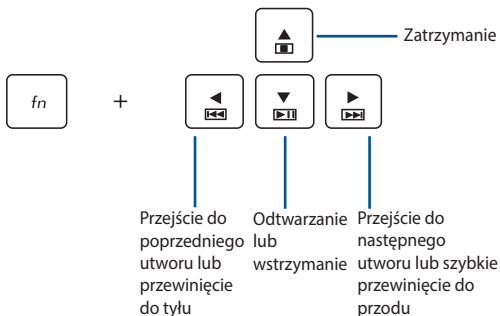 Zatrzymanie
fn
+
Przejście do
poprzedniego
utworu lub
przewinięcie
do tyłu
Odtwarzanie
lub
wstrzymanie
Przejście do
następnego
utworu lub szybkie
przewinięcie do
przodu